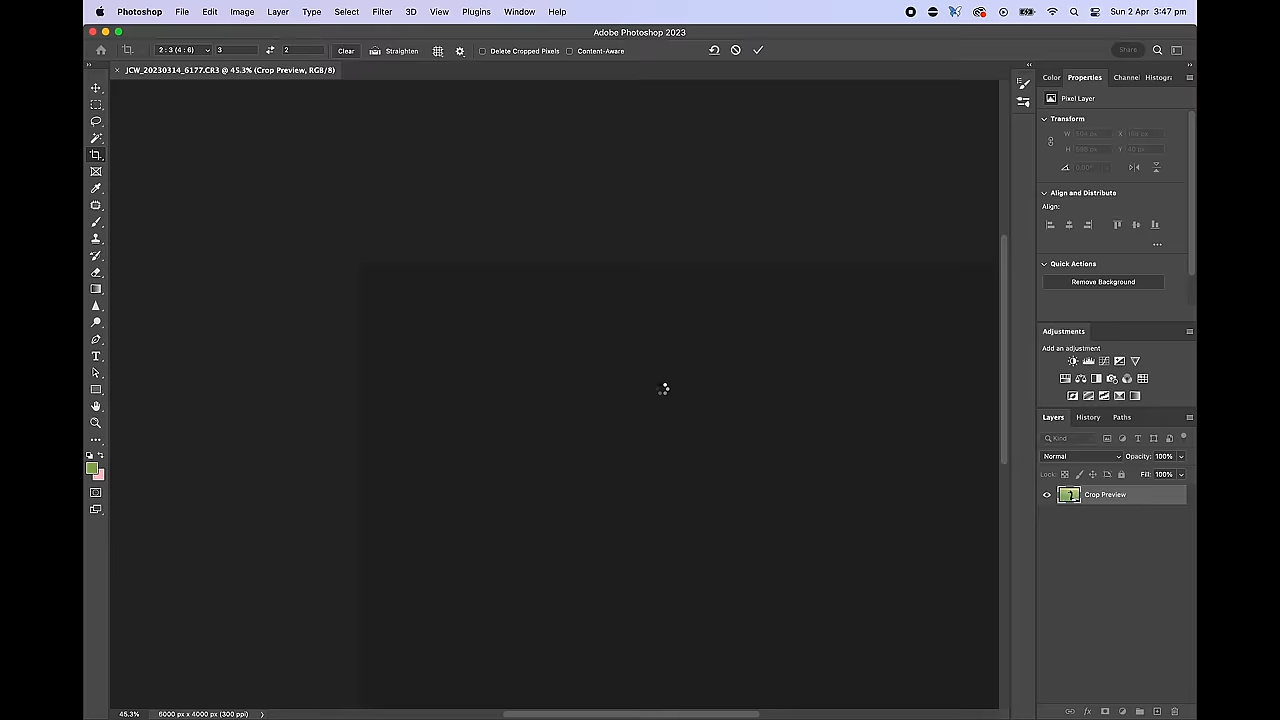 Photoshop File Edit Image Layer Type Select Filter 3D View Plugins Window Help Sun 2 Apr 3:47 pm
Adobe Photoshop 2023
2 : 3 (4 : 6) 3 2 Clear Straighten Delete Cropped Pixels Content-Aware Share
JCW_20230314_6177.CR3 @ 45.3% (Crop Preview, RGB/8)
Color Properties Channel Histogra
Pixel Layer
Transform
W X
H Y
Align and Distribute
Align:
Quick Actions
Remove Background
Adjustments
Add an adjustment
Layers History Paths
Kind
Normal Opacity: 100%
Lock: Fill: 100%
Crop Preview
45.3% 6000 px x 4000 px (300 ppi)